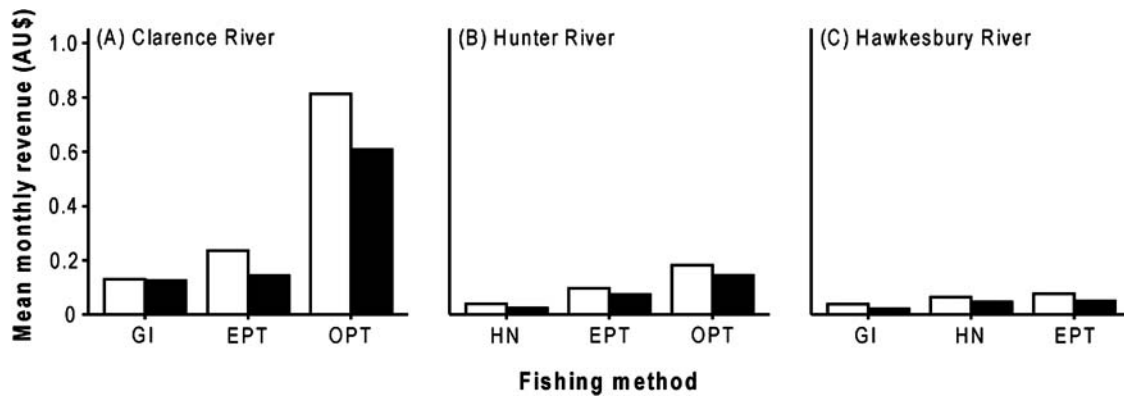 Mean monthly revenue (AU$)
1.0
0.8
0.6
0.4
0.2
0
(A) Clarence River
GI EPT OPT
(B) Hunter River
HN EPT OPT
(C) Hawkesbury River
GI HN EPT
Fishing method